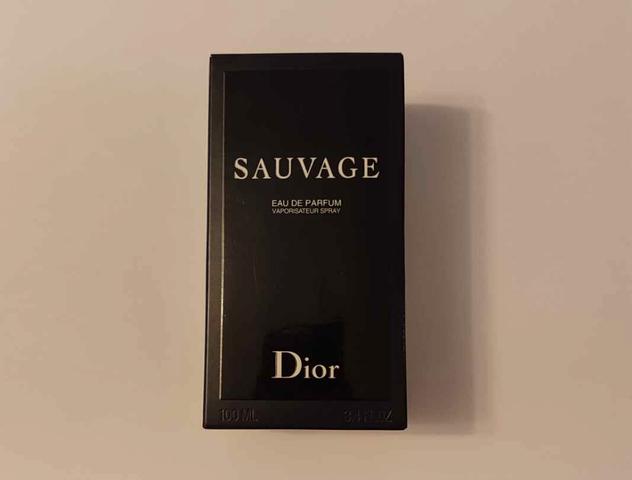 SAUVAGE
EAU DE PARFUM
VAPORISATEUR SPRAY
Dior
100 ML 3.4 FL.OZ